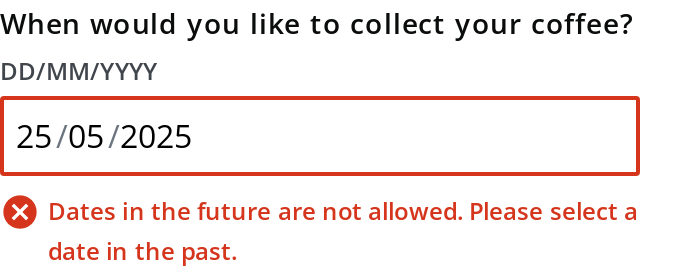 When would you like to collect your coffee?
DD/MM/YYYY
25/05/2025
Dates in the future are not allowed. Please select a
date in the past.